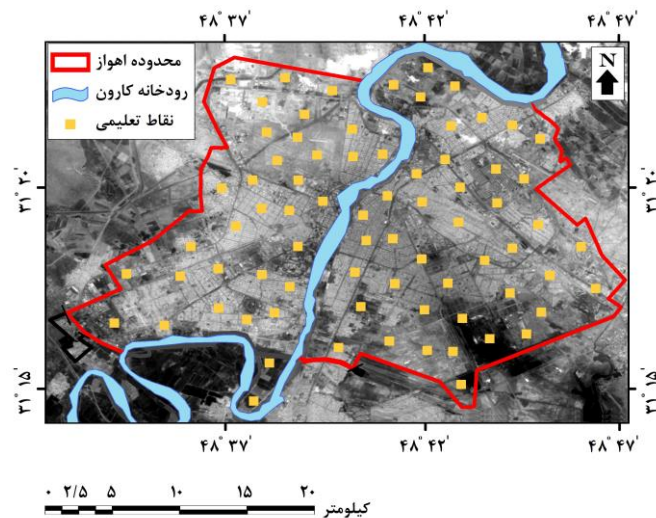 ۴۸° ۳۷′ ۴۸° ۴۲′ ۴۸° ۴۷′
N
محدوده اهواز
رودخانه کارون
نقاط تعلیمی
۳۱° ۲۰′ ۳۱° ۲۰′
۳۱° ۱۵′ ۳۱° ۱۵′
۴۸° ۳۷′ ۴۸° ۴۲′ ۴۸° ۴۷′
۰ ۲/۵ ۵ ۱۰ ۱۵ ۲۰
کیلومتر